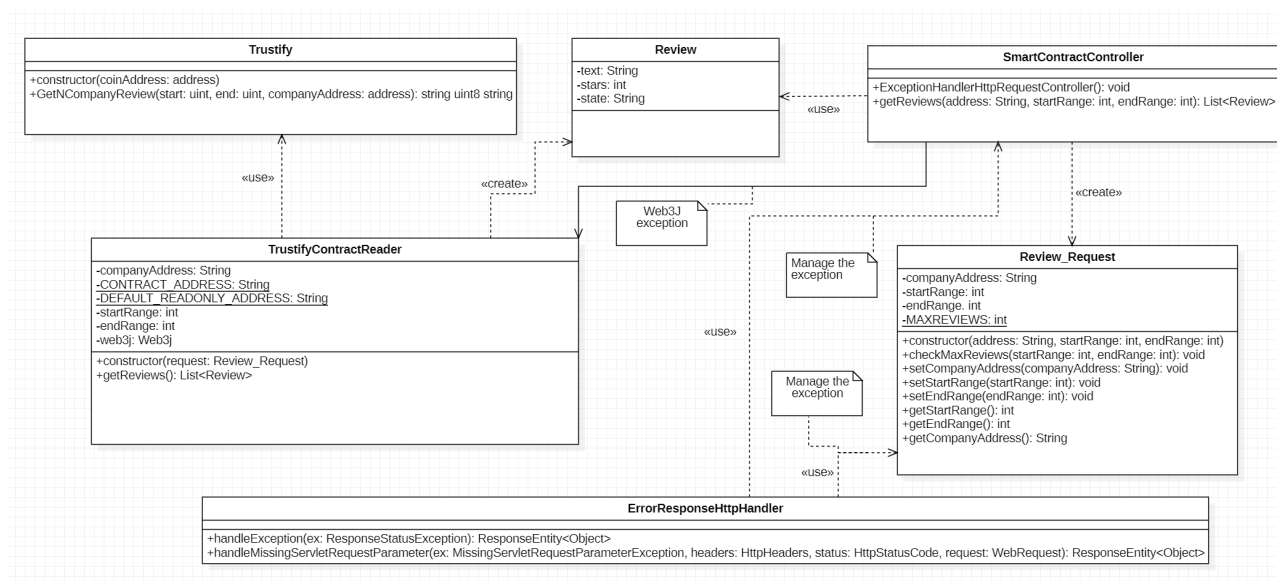 Trustify
+constructor(coinAddress: address)
+GetNCompanyReview(start: uint, end: uint, companyAddress: address): string uint8 string
Review
-text: String
-stars: int
-state: String
SmartContractController
+ExceptionHandlerHttpRequestController(): void
+getReviews(address: String, startRange: int, endRange: int): List<Review>
«use»
«use»
«create»
«create»
Web3J
exception
Manage the
exception
TrustifyContractReader
-companyAddress: String
-CONTRACT_ADDRESS: String
-DEFAULT_READONLY_ADDRESS: String
-startRange: int
-endRange: int
-web3j: Web3j
+constructor(request: Review_Request)
+getReviews(): List<Review>
Review_Request
-companyAddress: String
-startRange: int
-endRange. int
-MAXREVIEWS: int
+constructor(address: String, startRange: int, endRange: int)
+checkMaxReviews(startRange: int, endRange: int): void
+setCompanyAddress(companyAddress: String): void
+setStartRange(startRange: int): void
+setEndRange(endRange: int): void
+getStartRange(): int
+getEndRange(): int
+getCompanyAddress(): String
«use»
Manage the
exception
«use»
ErrorResponseHttpHandler
+handleException(ex: ResponseStatusException): ResponseEntity<Object>
+handleMissingServletRequestParameter(ex: MissingServletRequestParameterException, headers: HttpHeaders, status: HttpStatusCode, request: WebRequest): ResponseEntity<Object>